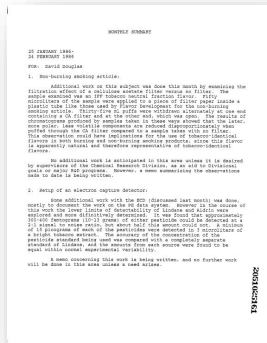 MONTHLY SUMMARY
25 JANUARY 1986-
24 FEBRUARY 1986
FOR: David Douglas
1. Non-burning smoking article:
Additional work on this subject was done this month by examining the
filtration effect of a cellulose acetate filter versus no filter. The
sample examined was an IFF tobacco neutral fraction flavor. Fifty
microliters of the sample were applied to a piece of filter paper inside a
plastic tube like those used by Flavor Development for the non-burning
smoking article. Thirty-five mL puffs were withdrawn alternately at one end
containing a CA filter and at the other end, which was open. The results of
chromatograms produced by samples taken in these ways showed that the later,
more polar, less volatile components are reduced disproportionately when
puffed through the CA filter compared to a sample taken with no filter.
This observation could have implications for the use of tobacco-identical
flavors in both burning and non-burning smoking products, since this flavor
is apparently natural and therefore representative of tobacco-identical
flavors.
No additional work is anticipated in this area unless it is desired
by supervisors of the Chemical Research Division, as an aid to Divisional
goals or major R&D programs. However, a memo summarizing the observations
made to date is being written.
2. Setup of an electron capture detector:
Some additional work with the ECD (discussed last month) was done,
mostly to document the work on the PE data system. However in the course of
this work the lower limits of detectability of Lindane and Aldrin were
explored and more definitively determined. It was found that approximately
300-400 femtograms (10-13 grams) of either pesticide could be detected at a
2:1 signal to noise ratio, but about half this amount could not. A minimum
of 15 picograms of each of the pesticides were detected in 3 microliters of
a bright tobacco extract. The accuracy of the concentration of the
pesticide standard being used was compared with a completely separate
standard of Lindane, and the amounts from each source were found to be
equal within normal experimental variability.
A memo concerning this work is being written, and no further work
will be done in this area unless a need arises.